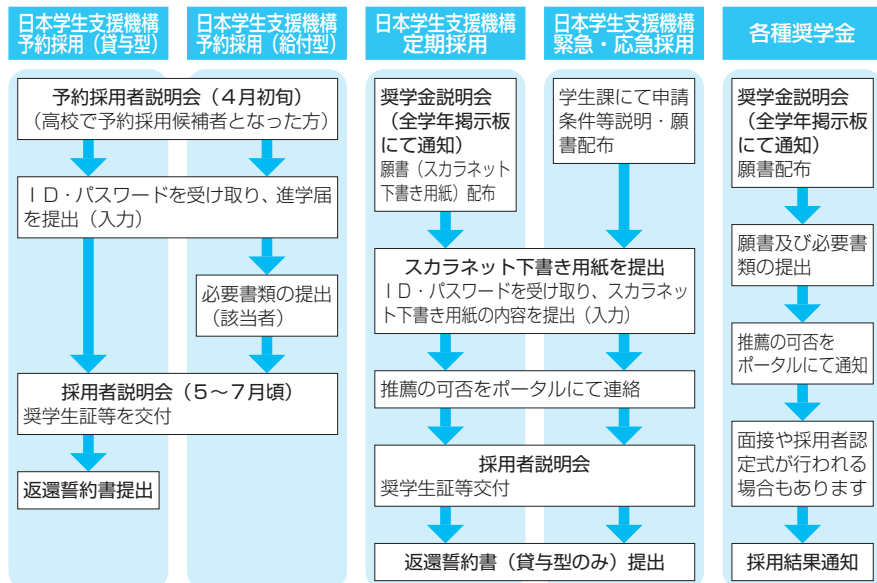 日本学生支援機構
予約採用（貸与型）
日本学生支援機構
予約採用（給付型）
日本学生支援機構
定期採用
日本学生支援機構
緊急・応急採用
各種奨学金
予約採用者説明会（４月初旬）
（高校で予約採用候補者となった方）
ＩＤ・パスワードを受け取り、進学届
を提出（入力）
必要書類の提出
（該当者）
採用者説明会（５～７月頃）
奨学生証等を交付
返還誓約書提出
奨学金説明会
（全学年掲示板
にて通知）
願書（スカラネット
下書き用紙）配布
学生課にて申請
条件等説明・願
書配布
スカラネット下書き用紙を提出
ＩＤ・パスワードを受け取り、スカラネッ
ト下書き用紙の内容を提出（入力）
推薦の可否をポータルにて連絡
採用者説明会
奨学生証等交付
返還誓約書（貸与型のみ）提出
奨学金説明会
（全学年掲示板
にて通知）
願書配布
願書及び必要書
類の提出
推薦の可否を
ポータルにて通知
面接や採用者認
定式が行われる
場合もあります
採用結果通知